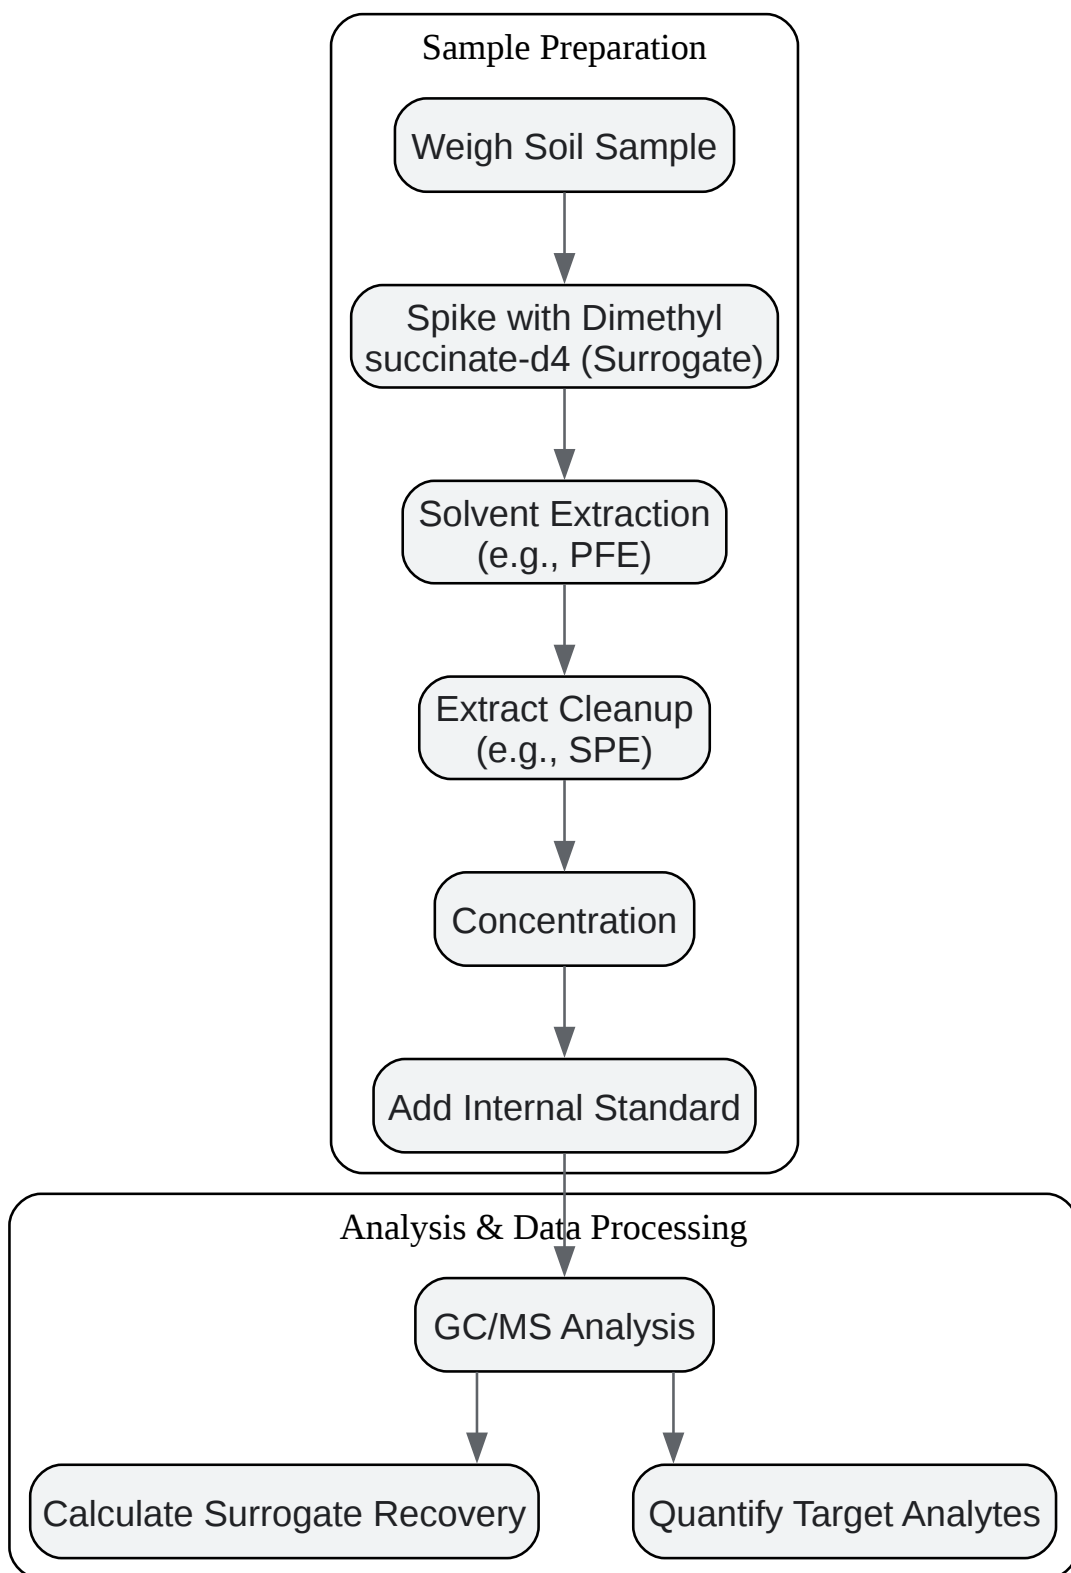 Sample Preparation
Weigh Soil Sample
Spike with Dimethyl
succinate-d4 (Surrogate)
Solvent Extraction
(e.g., PFE)
Extract Cleanup
(e.g., SPE)
Concentration
Add Internal Standard
Analysis & Data Processing
GC/MS Analysis
Calculate Surrogate Recovery
Quantify Target Analytes